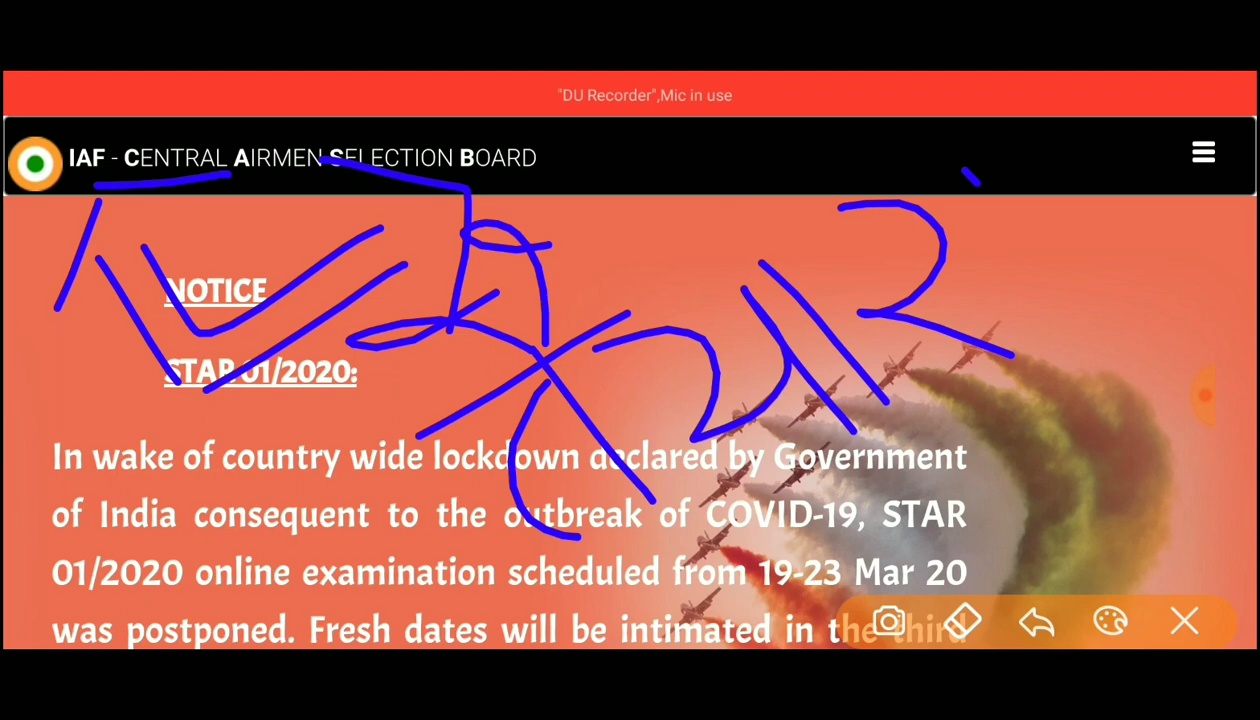 "DU Recorder",Mic in use
IAF - CENTRAL AIRMEN SELECTION BOARD
NOTICE
STAR 01/2020:
In wake of country wide lockdown declared by Government
of India consequent to the outbreak of COVID-19, STAR
01/2020 online examination scheduled from 19-23 Mar 20
was postponed. Fresh dates will be intimated in the third